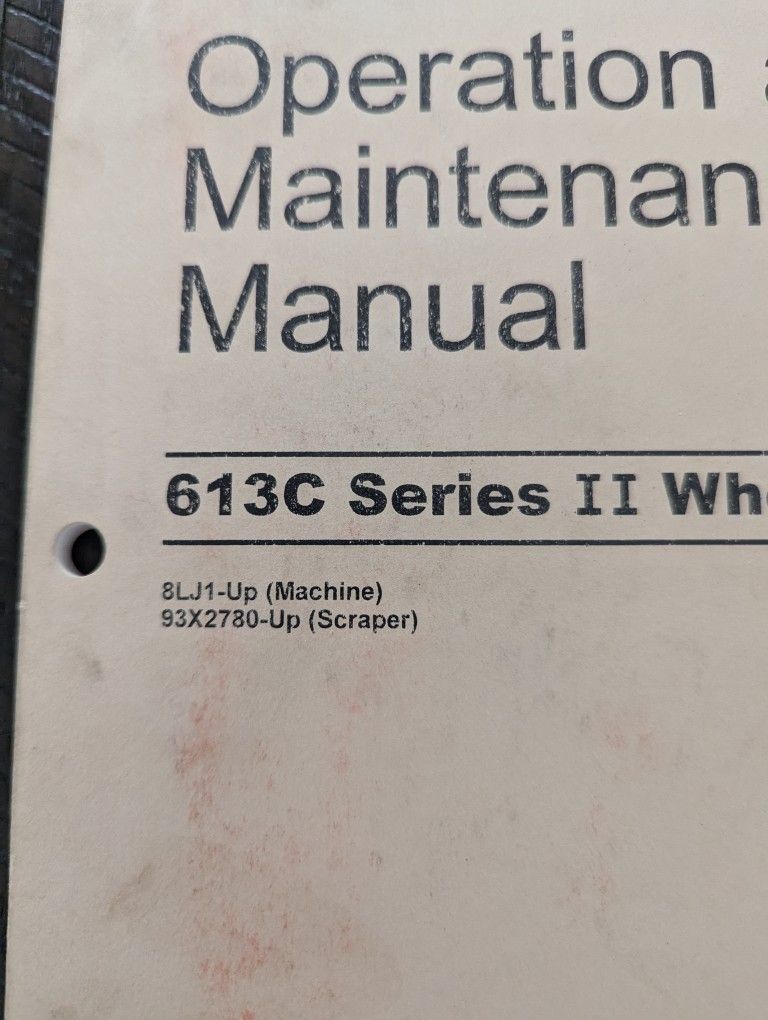 Operation
Maintenan
Manual
613C Series II Wh
8LJ1-Up (Machine)
93X2780-Up (Scraper)